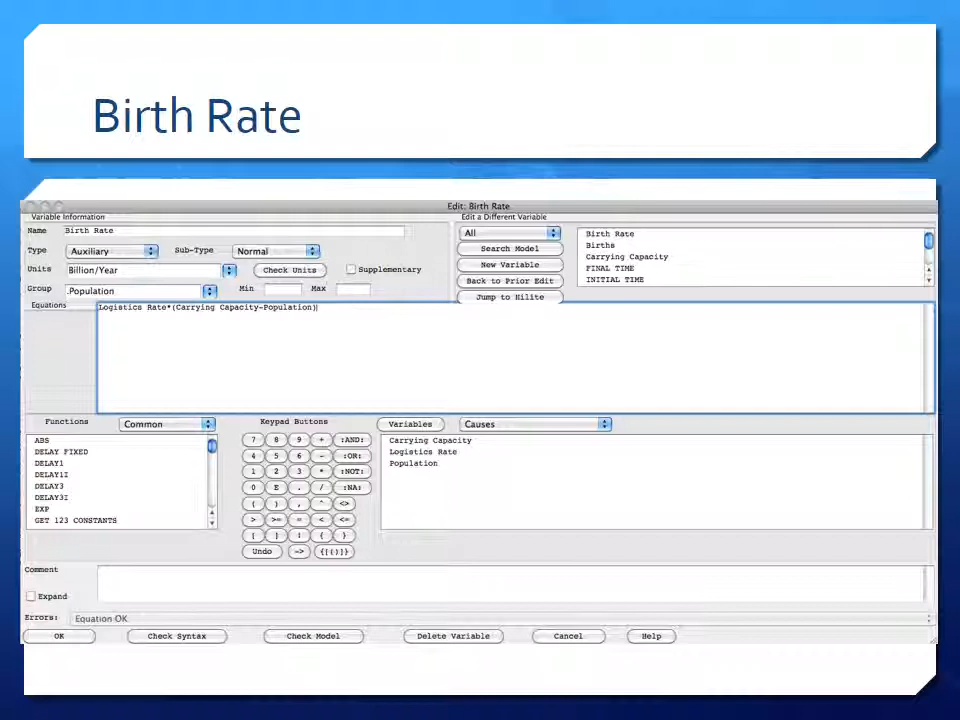 Birth Rate
Edit: Birth Rate
Variable Information
Edit a Different Variable
Name Birth Rate
All
Birth Rate
Births
Carrying Capacity
FINAL TIME
INITIAL TIME
Type Auxiliary Sub-Type Normal
Search Model
Units Billion/Year Check Units Supplementary
New Variable
Group .Population Min Max
Back to Prior Edit
Jump to Hilite
Equations
Logistics Rate*(Carrying Capacity-Population)
Functions Common
Keypad Buttons
Variables Causes
ABS
DELAY FIXED
DELAY1
DELAY1I
DELAY3
DELAY3I
EXP
GET 123 CONSTANTS
7 8 9 + :AND:
4 5 6 - :OR:
1 2 3 * :NOT:
0 E . / :NA:
( ) , ^ <>
> >= = < <=
[ ] ! { }
Undo -> {[()]}
Carrying Capacity
Logistics Rate
Population
Comment
Expand
Errors: Equation OK
OK Check Syntax Check Model Delete Variable Cancel Help